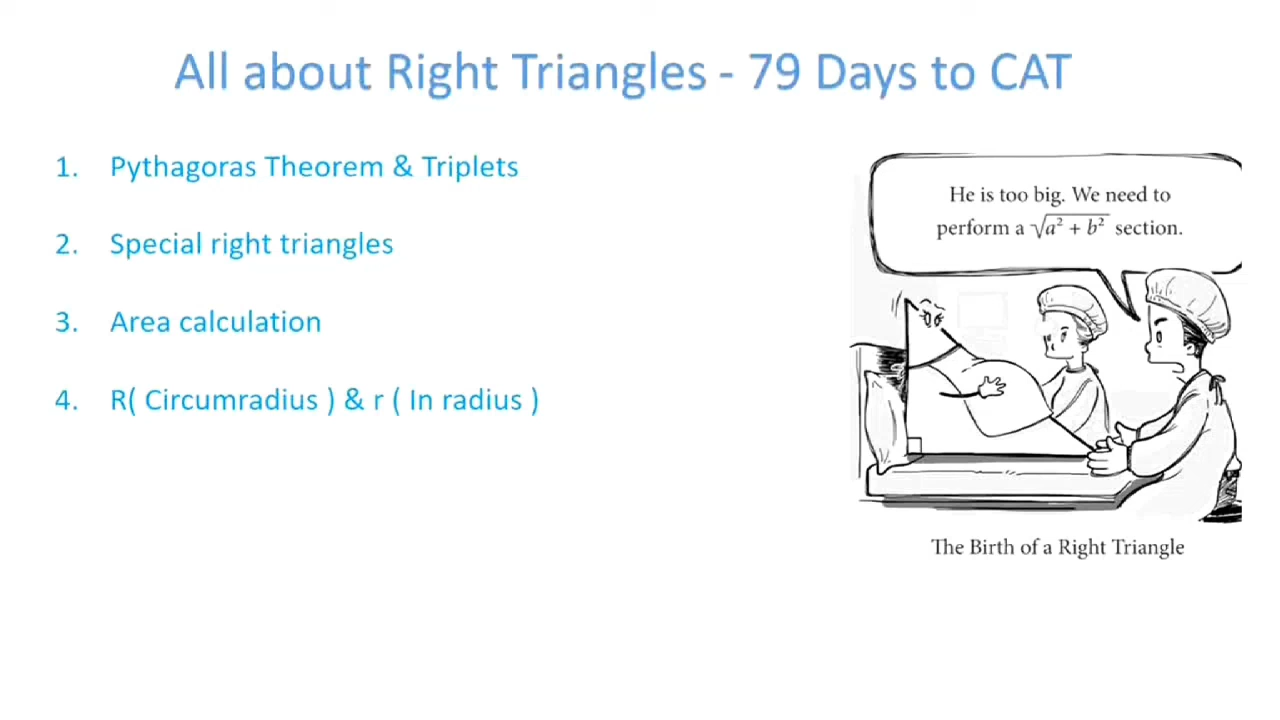 All about Right Triangles - 79 Days to CAT
1. Pythagoras Theorem & Triplets
2. Special right triangles
3. Area calculation
4. R( Circumradius ) & r ( In radius )
He is too big. We need to
perform a √a² + b² section.
The Birth of a Right Triangle